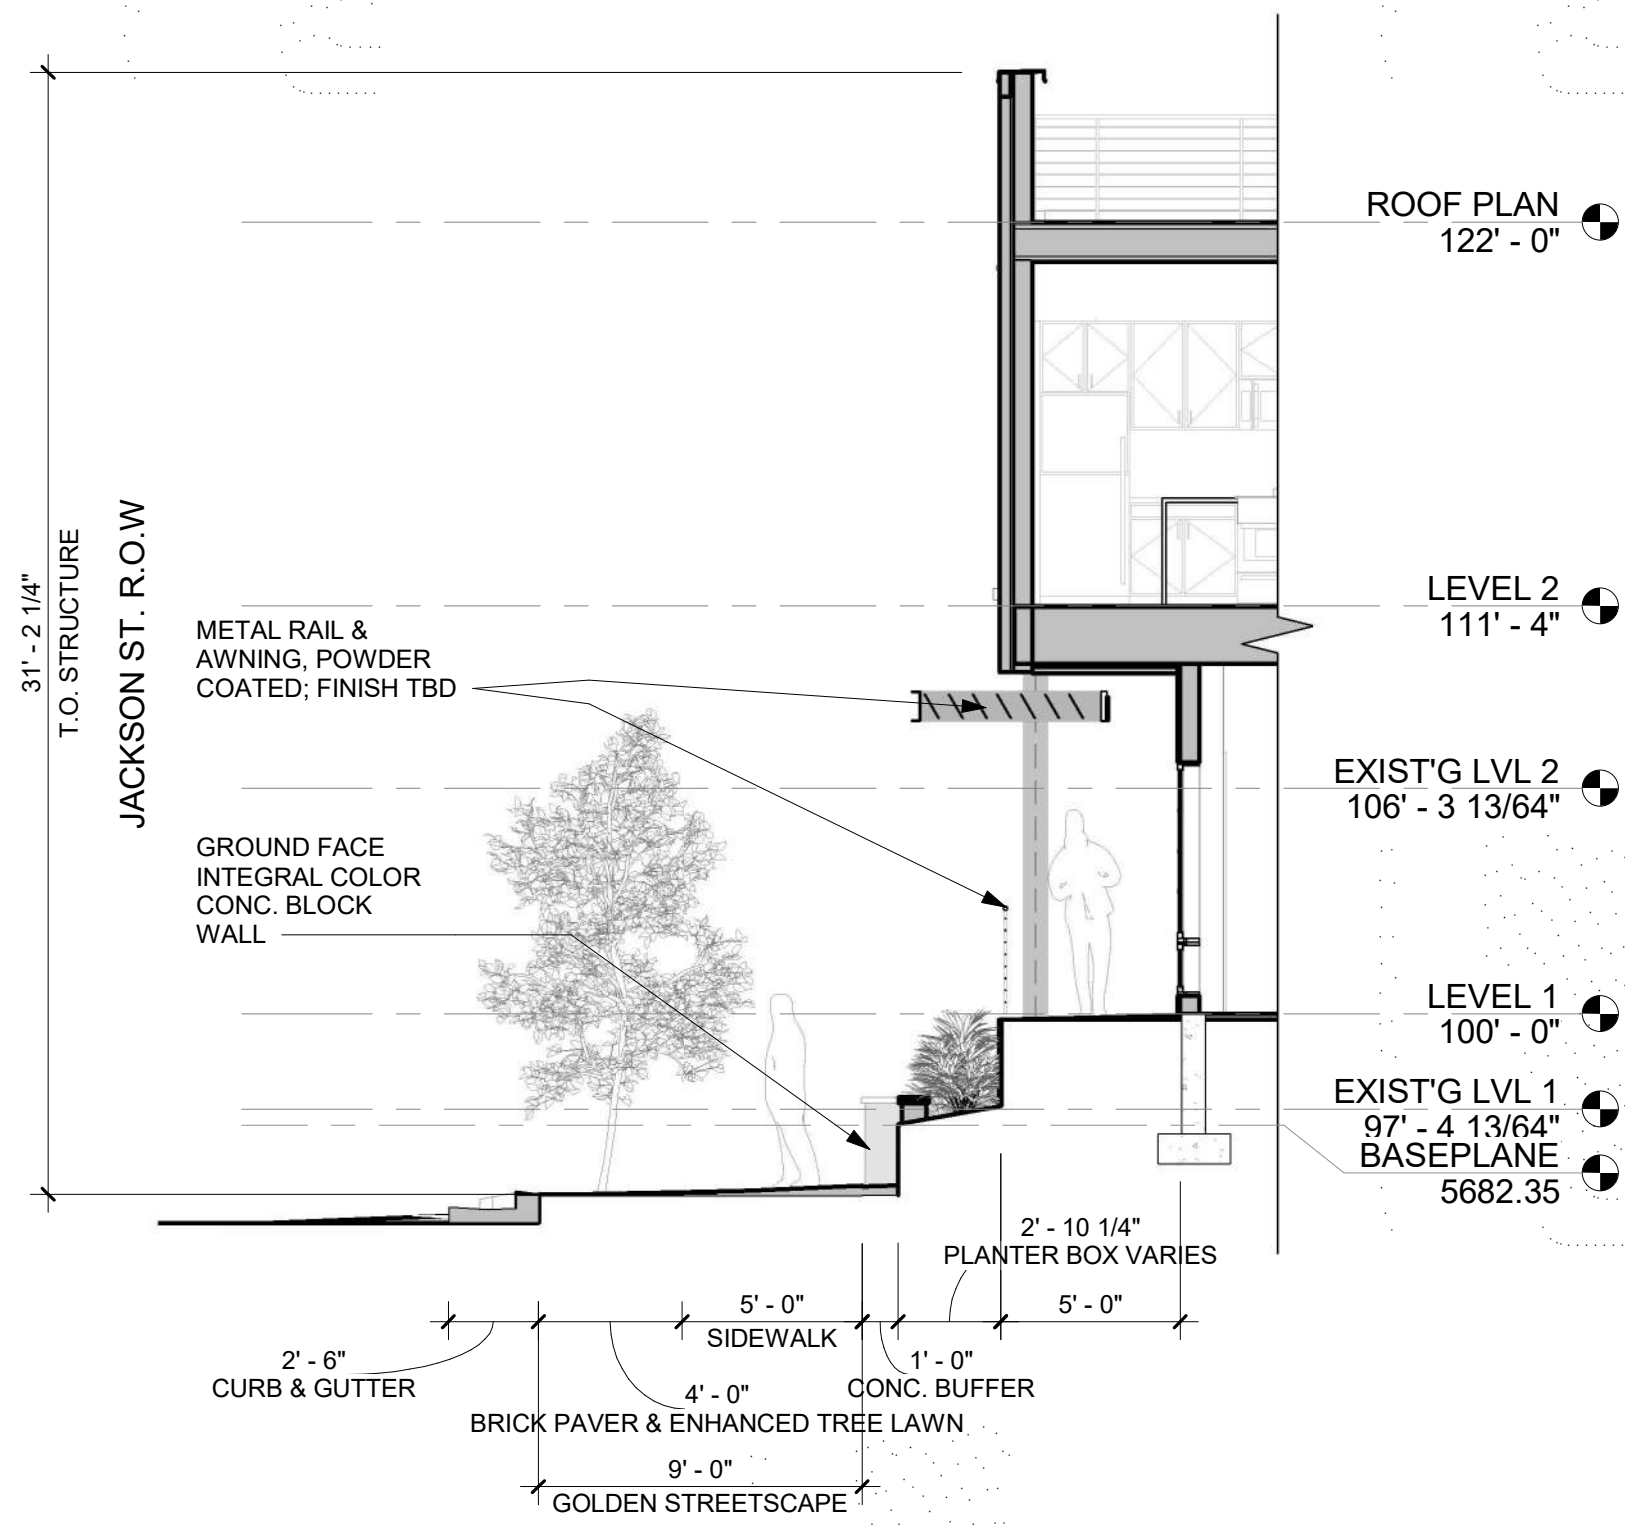 ROOF PLAN
122' - 0"
31' - 2 1/4"
T.O. STRUCTURE
JACKSON ST. R.O.W
LEVEL 2
111' - 4"
METAL RAIL &
AWNING, POWDER
COATED; FINISH TBD
EXIST'G LVL 2
106' - 3 13/64"
GROUND FACE
INTEGRAL COLOR
CONC. BLOCK
WALL
LEVEL 1
100' - 0"
EXIST'G LVL 1
97' - 4 13/64"
BASEPLANE
5682.35
2' - 10 1/4"
PLANTER BOX VARIES
5' - 0"
SIDEWALK
5' - 0"
2' - 6"
CURB & GUTTER
1' - 0"
CONC. BUFFER
4' - 0"
BRICK PAVER & ENHANCED TREE LAWN
9' - 0"
GOLDEN STREETSCAPE